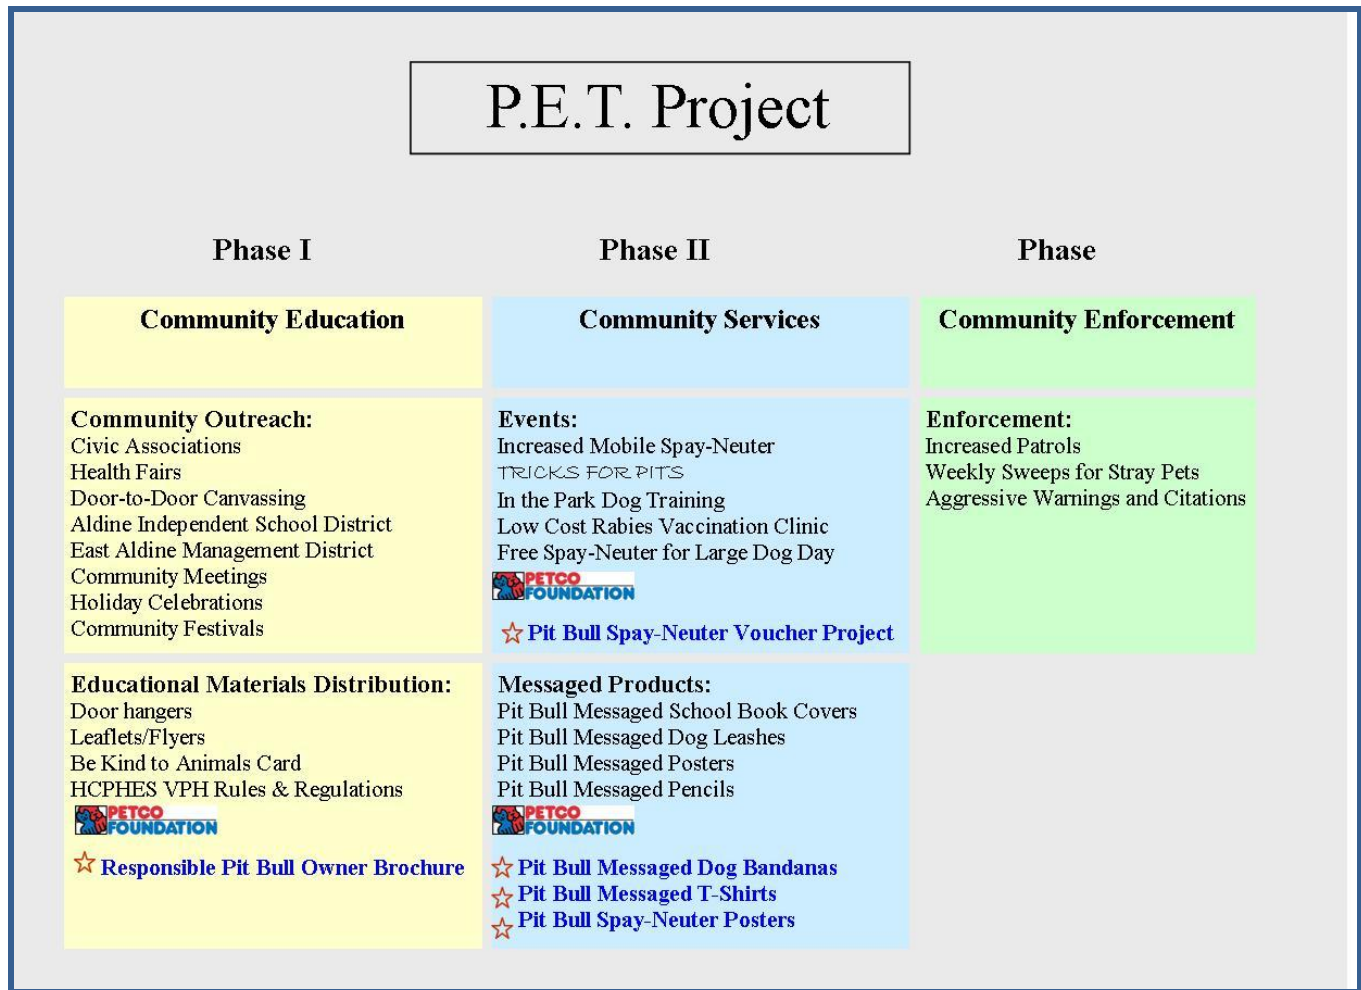 P.E.T. Project
Phase I
Phase II
Phase
Community Education
Community Services
Community Enforcement
Community Outreach:
Civic Associations
Health Fairs
Door-to-Door Canvassing
Aldine Independent School District
East Aldine Management District
Community Meetings
Holiday Celebrations
Community Festivals
Events:
Increased Mobile Spay-Neuter
TRICKS FOR PITS
In the Park Dog Training
Low Cost Rabies Vaccination Clinic
Free Spay-Neuter for Large Dog Day
PETCO
FOUNDATION
Pit Bull Spay-Neuter Voucher Project
Enforcement:
Increased Patrols
Weekly Sweeps for Stray Pets
Aggressive Warnings and Citations
Educational Materials Distribution:
Door hangers
Leaflets/Flyers
Be Kind to Animals Card
HCPHES VPH Rules & Regulations
PETCO
FOUNDATION
Responsible Pit Bull Owner Brochure
Messaged Products:
Pit Bull Messaged School Book Covers
Pit Bull Messaged Dog Leashes
Pit Bull Messaged Posters
Pit Bull Messaged Pencils
PETCO
FOUNDATION
Pit Bull Messaged Dog Bandanas
Pit Bull Messaged T-Shirts
Pit Bull Spay-Neuter Posters